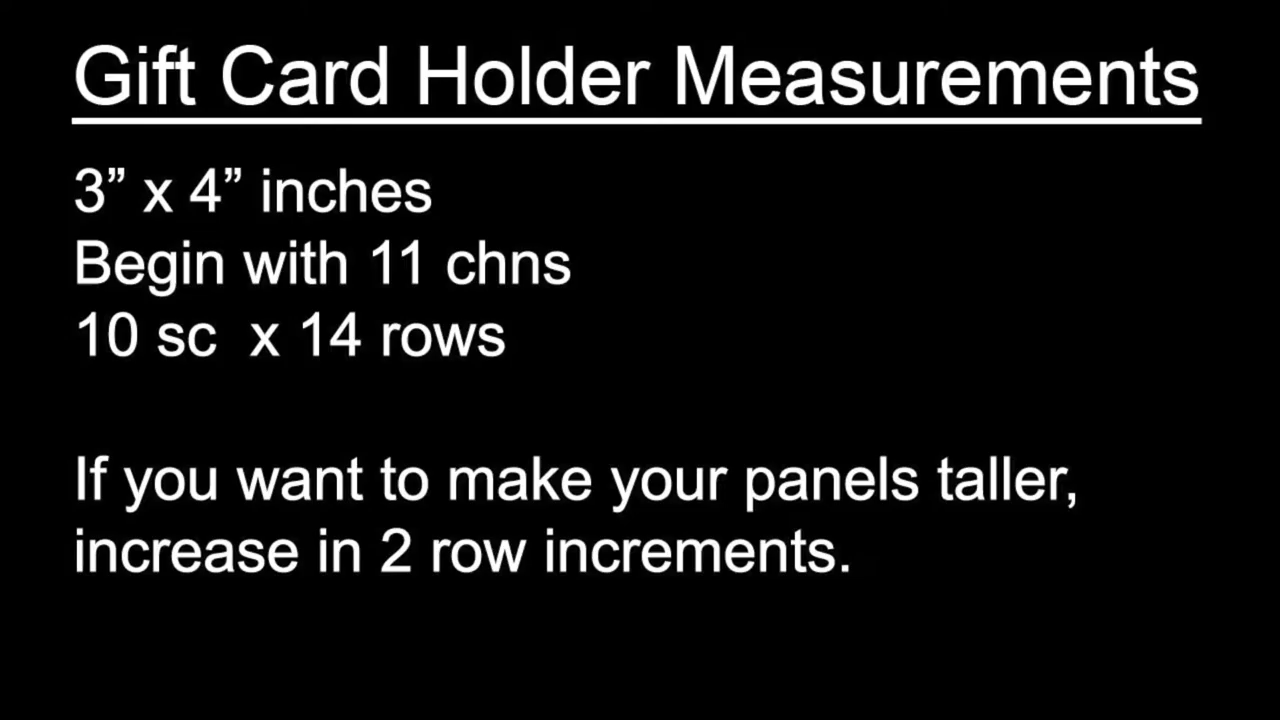 Gift Card Holder Measurements
3” x 4” inches
Begin with 11 chns
10 sc  x 14 rows
If you want to make your panels taller,
increase in 2 row increments.